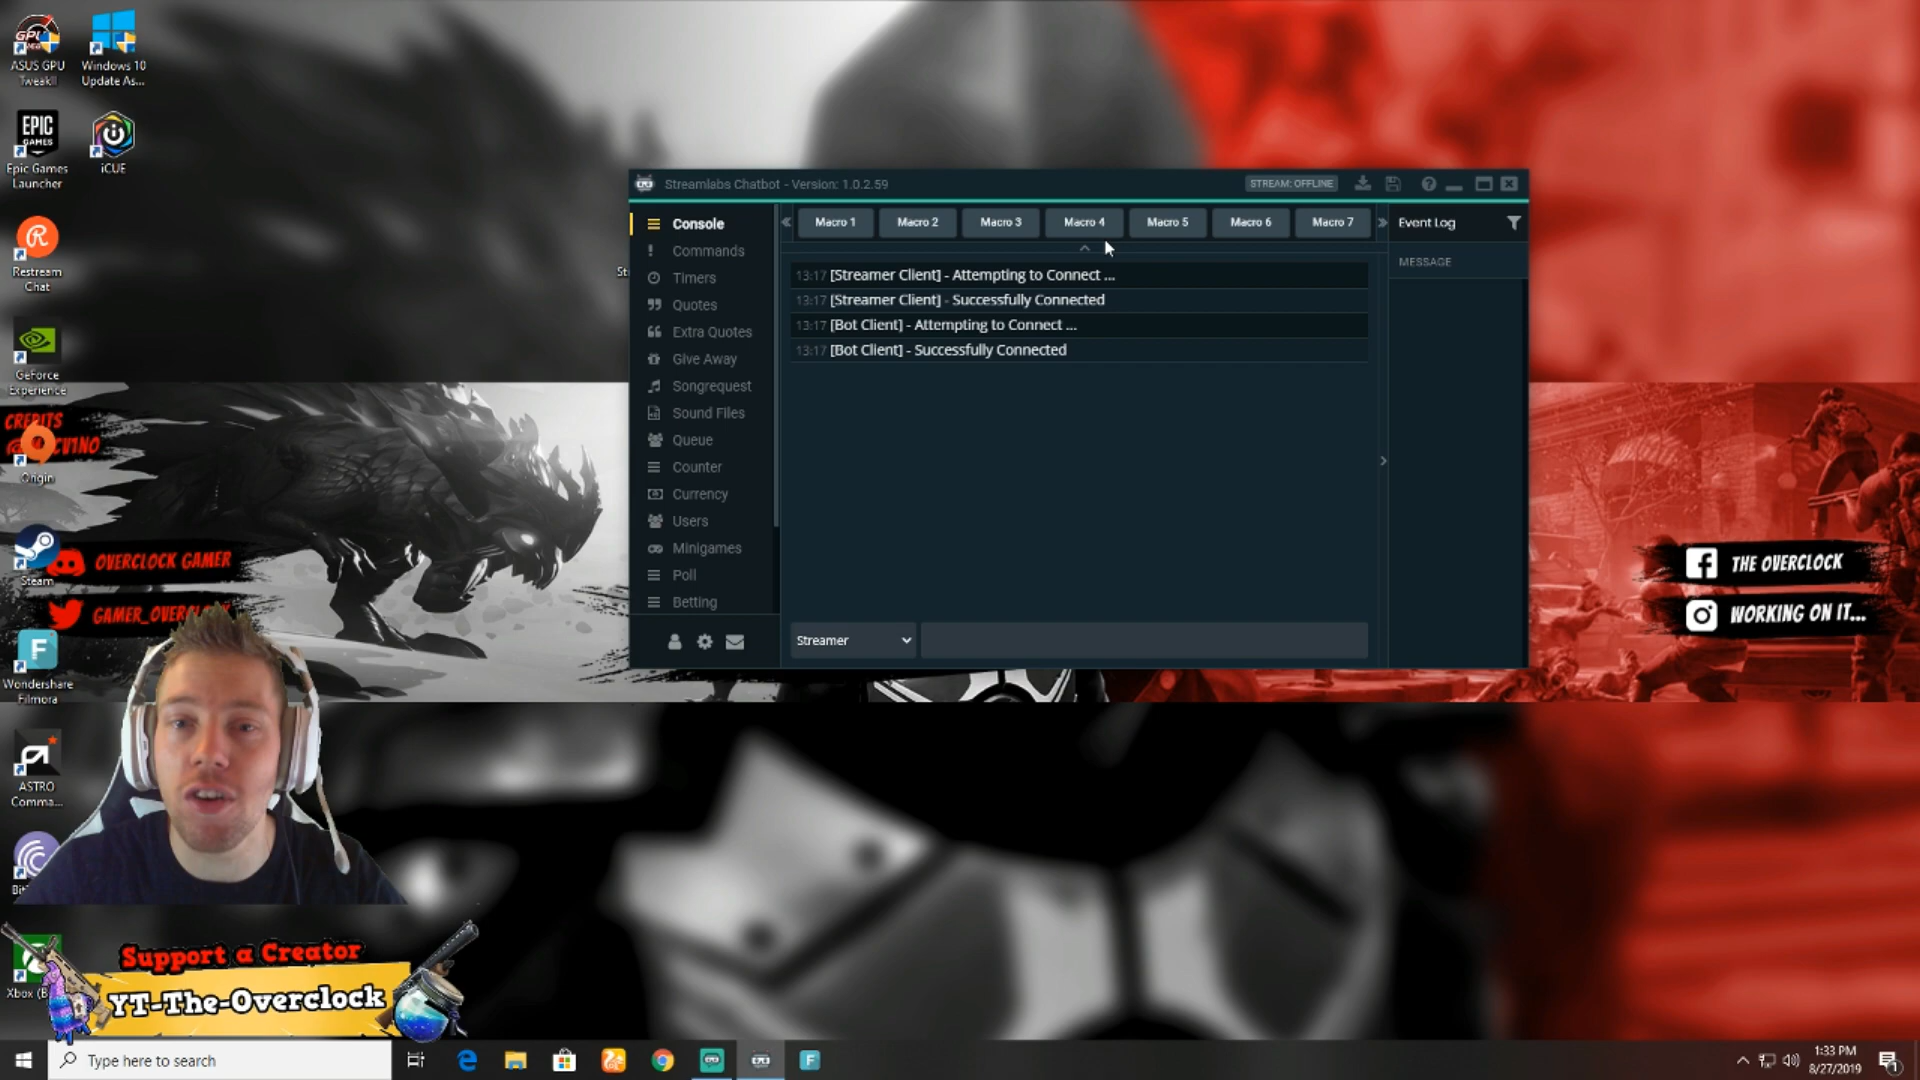 ASUS GPU
TweakII
Windows 10
Update As...
EPIC
GAMES
Epic Games
Launcher
iCUE
Restream
Chat
GeForce
Experience
CREDITS
Origin
Steam
OVERCLOCK GAMER
Wondershare
Filmora
ASTRO
Comma...
Streamlabs Chatbot - Version: 1.0.2.59
STREAM: OFFLINE
Console
Commands
Timers
Quotes
Extra Quotes
Give Away
Songrequest
Sound Files
Queue
Counter
Currency
Users
Minigames
Poll
Betting
Macro 1
Macro 2
Macro 3
Macro 4
Macro 5
Macro 6
Macro 7
13:17 [Streamer Client] - Attempting to Connect ...
13:17 [Streamer Client] - Successfully Connected
13:17 [Bot Client] - Attempting to Connect ...
13:17 [Bot Client] - Successfully Connected
Streamer
Event Log
MESSAGE
THE OVERCLOCK
WORKING ON IT...
Support a Creator
YT-The-Overclock
Type here to search
1:33 PM
8/27/2019